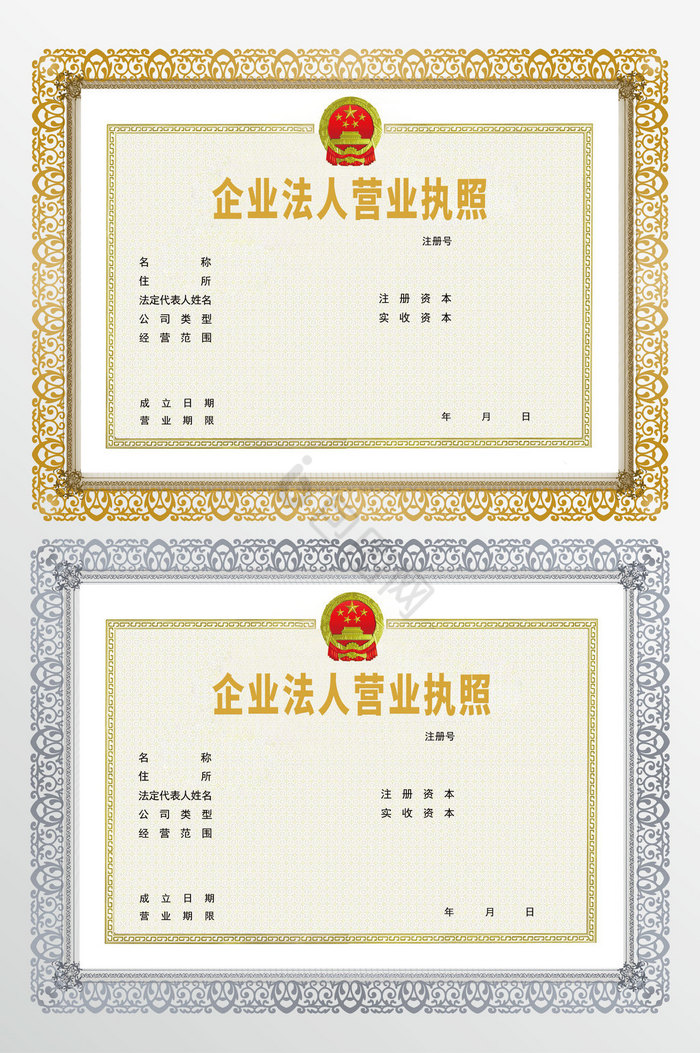 企业法人营业执照
注册号
名 称
住 所
法定代表人姓名 注 册 资 本
公 司 类 型 实 收 资 本
经 营 范 围
成 立 日 期
营 业 期 限 年 月 日
企业法人营业执照
注册号
名 称
住 所
法定代表人姓名 注 册 资 本
公 司 类 型 实 收 资 本
经 营 范 围
成 立 日 期
营 业 期 限 年 月 日